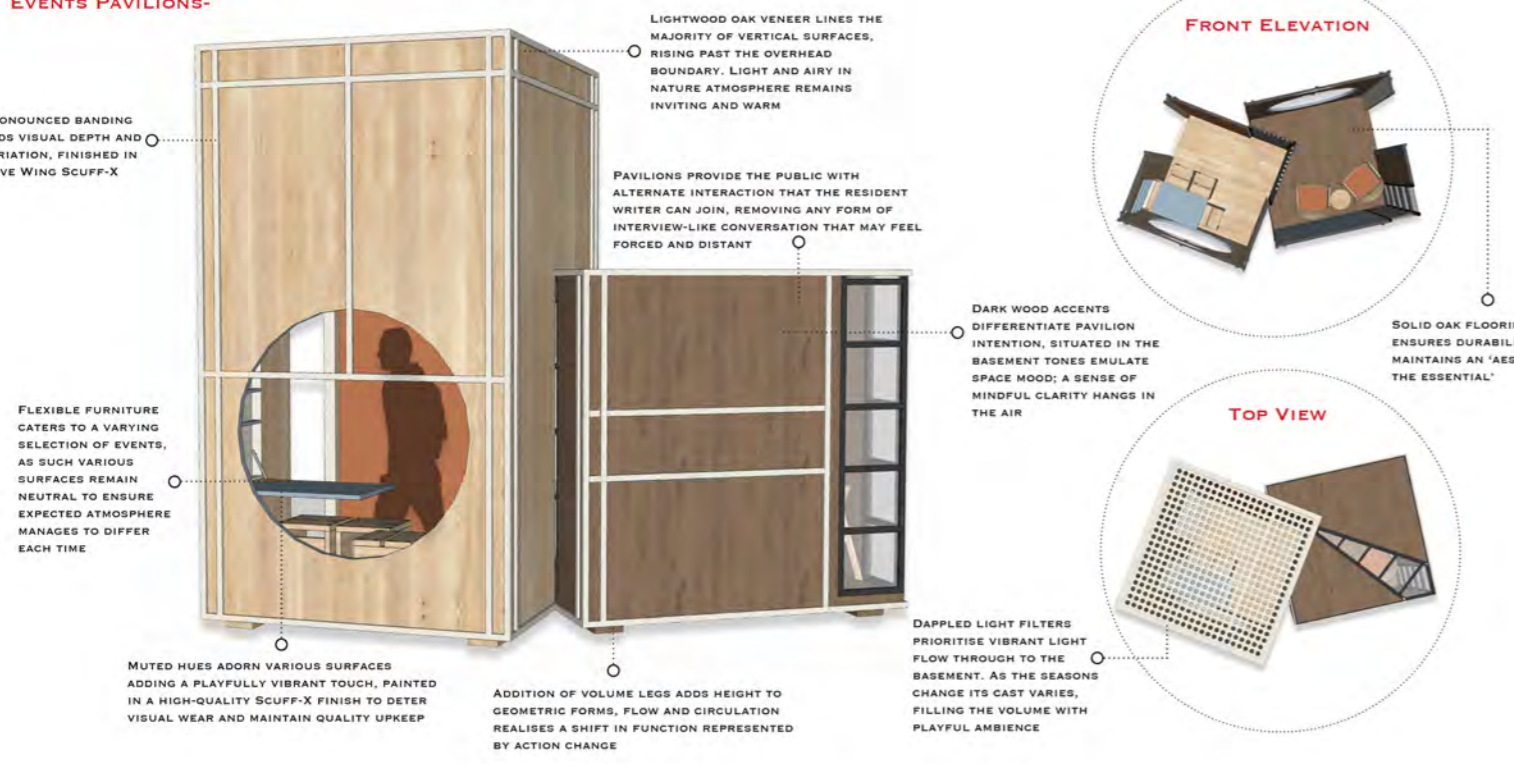 EVENTS PAVILIONS-
LIGHTWOOD OAK VENEER LINES THE
MAJORITY OF VERTICAL SURFACES,
RISING PAST THE OVERHEAD
BOUNDARY. LIGHT AND AIRY IN
NATURE ATMOSPHERE REMAINS
INVITING AND WARM
ONOUNCED BANDING
DS VISUAL DEPTH AND
RIATION, FINISHED IN
VE WING SCUFF-X
PAVILIONS PROVIDE THE PUBLIC WITH
ALTERNATE INTERACTION THAT THE RESIDENT
WRITER CAN JOIN, REMOVING ANY FORM OF
INTERVIEW-LIKE CONVERSATION THAT MAY FEEL
FORCED AND DISTANT
FLEXIBLE FURNITURE
CATERS TO A VARYING
SELECTION OF EVENTS,
AS SUCH VARIOUS
SURFACES REMAIN
NEUTRAL TO ENSURE
EXPECTED ATMOSPHERE
MANAGES TO DIFFER
EACH TIME
MUTED HUES ADORN VARIOUS SURFACES
ADDING A PLAYFULLY VIBRANT TOUCH, PAINTED
IN A HIGH-QUALITY SCUFF-X FINISH TO DETER
VISUAL WEAR AND MAINTAIN QUALITY UPKEEP
ADDITION OF VOLUME LEGS ADDS HEIGHT TO
GEOMETRIC FORMS, FLOW AND CIRCULATION
REALISES A SHIFT IN FUNCTION REPRESENTED
BY ACTION CHANGE
DARK WOOD ACCENTS
DIFFERENTIATE PAVILION
INTENTION, SITUATED IN THE
BASEMENT TONES EMULATE
SPACE MOOD; A SENSE OF
MINDFUL CLARITY HANGS IN
THE AIR
FRONT ELEVATION
SOLID OAK FLOORI
ENSURES DURABIL
MAINTAINS AN 'AES
THE ESSENTIAL'
TOP VIEW
DAPPLED LIGHT FILTERS
PRIORITISE VIBRANT LIGHT
FLOW THROUGH TO THE
BASEMENT. AS THE SEASONS
CHANGE ITS CAST VARIES,
FILLING THE VOLUME WITH
PLAYFUL AMBIENCE